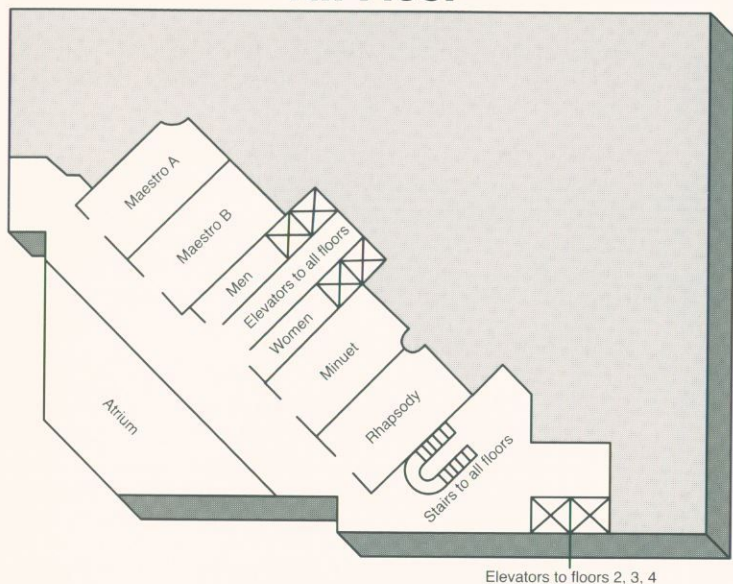 Maestro A
Maestro B
Men
Elevators to all floors
Women
Minuet
Rhapsody
Stairs to all floors
Atrium
Elevators to floors 2, 3, 4